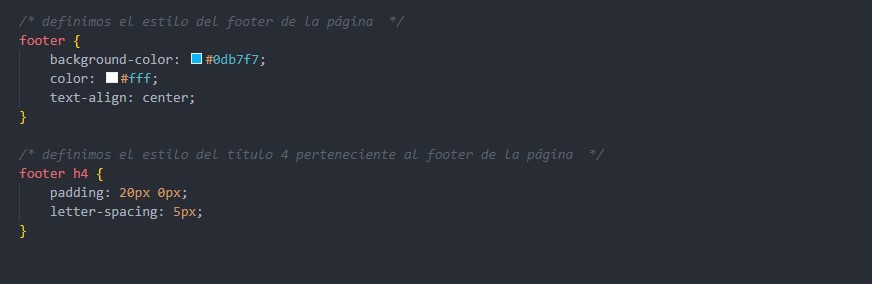 /* definimos el estilo del footer de la página  */
footer {
    background-color: #0db7f7;
    color: #fff;
    text-align: center;
}
/* definimos el estilo del título 4 perteneciente al footer de la página  */
footer h4 {
    padding: 20px 0px;
    letter-spacing: 5px;
}